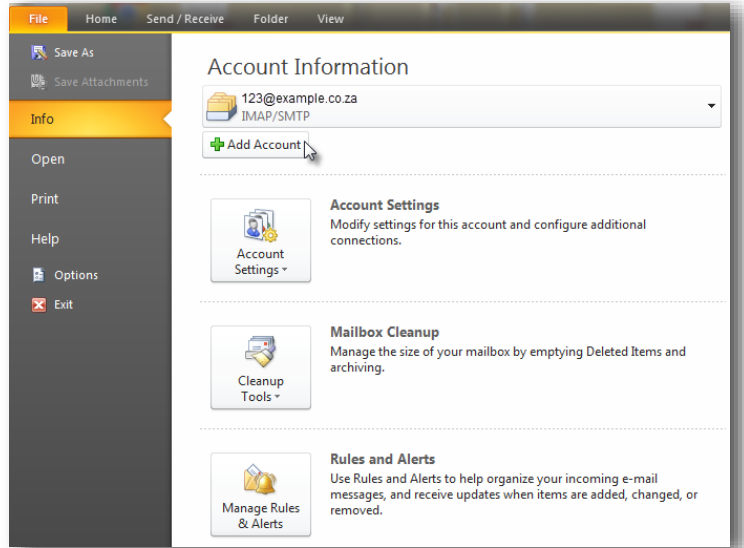 File Home Send / Receive Folder View
Save As
Save Attachments
Info
Open
Print
Help
Options
Exit
Account Information
123@example.co.za
IMAP/SMTP
Add Account
Account Settings
Account Settings
Modify settings for this account and configure additional
connections.
Cleanup Tools
Mailbox Cleanup
Manage the size of your mailbox by emptying Deleted Items and
archiving.
Manage Rules
& Alerts
Rules and Alerts
Use Rules and Alerts to help organize your incoming e-mail
messages, and receive updates when items are added, changed, or
removed.